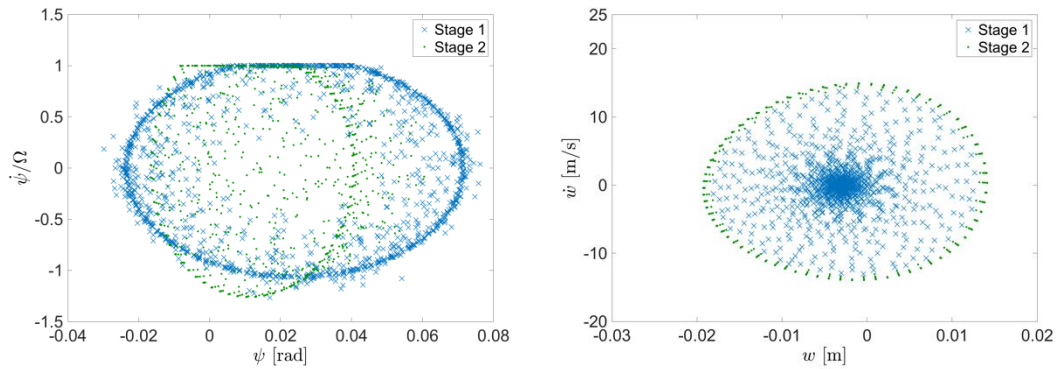 1.5
1
0.5
0
-0.5
-1
-1.5
ψ̇/Ω
Stage 1
Stage 2
-0.04 -0.02 0 0.02 0.04 0.06 0.08
ψ [rad]
25
20
15
10
5
0
-10
-20
ẇ [m/s]
Stage 1
Stage 2
-0.03 -0.02 -0.01 0 0.01 0.02
w [m]